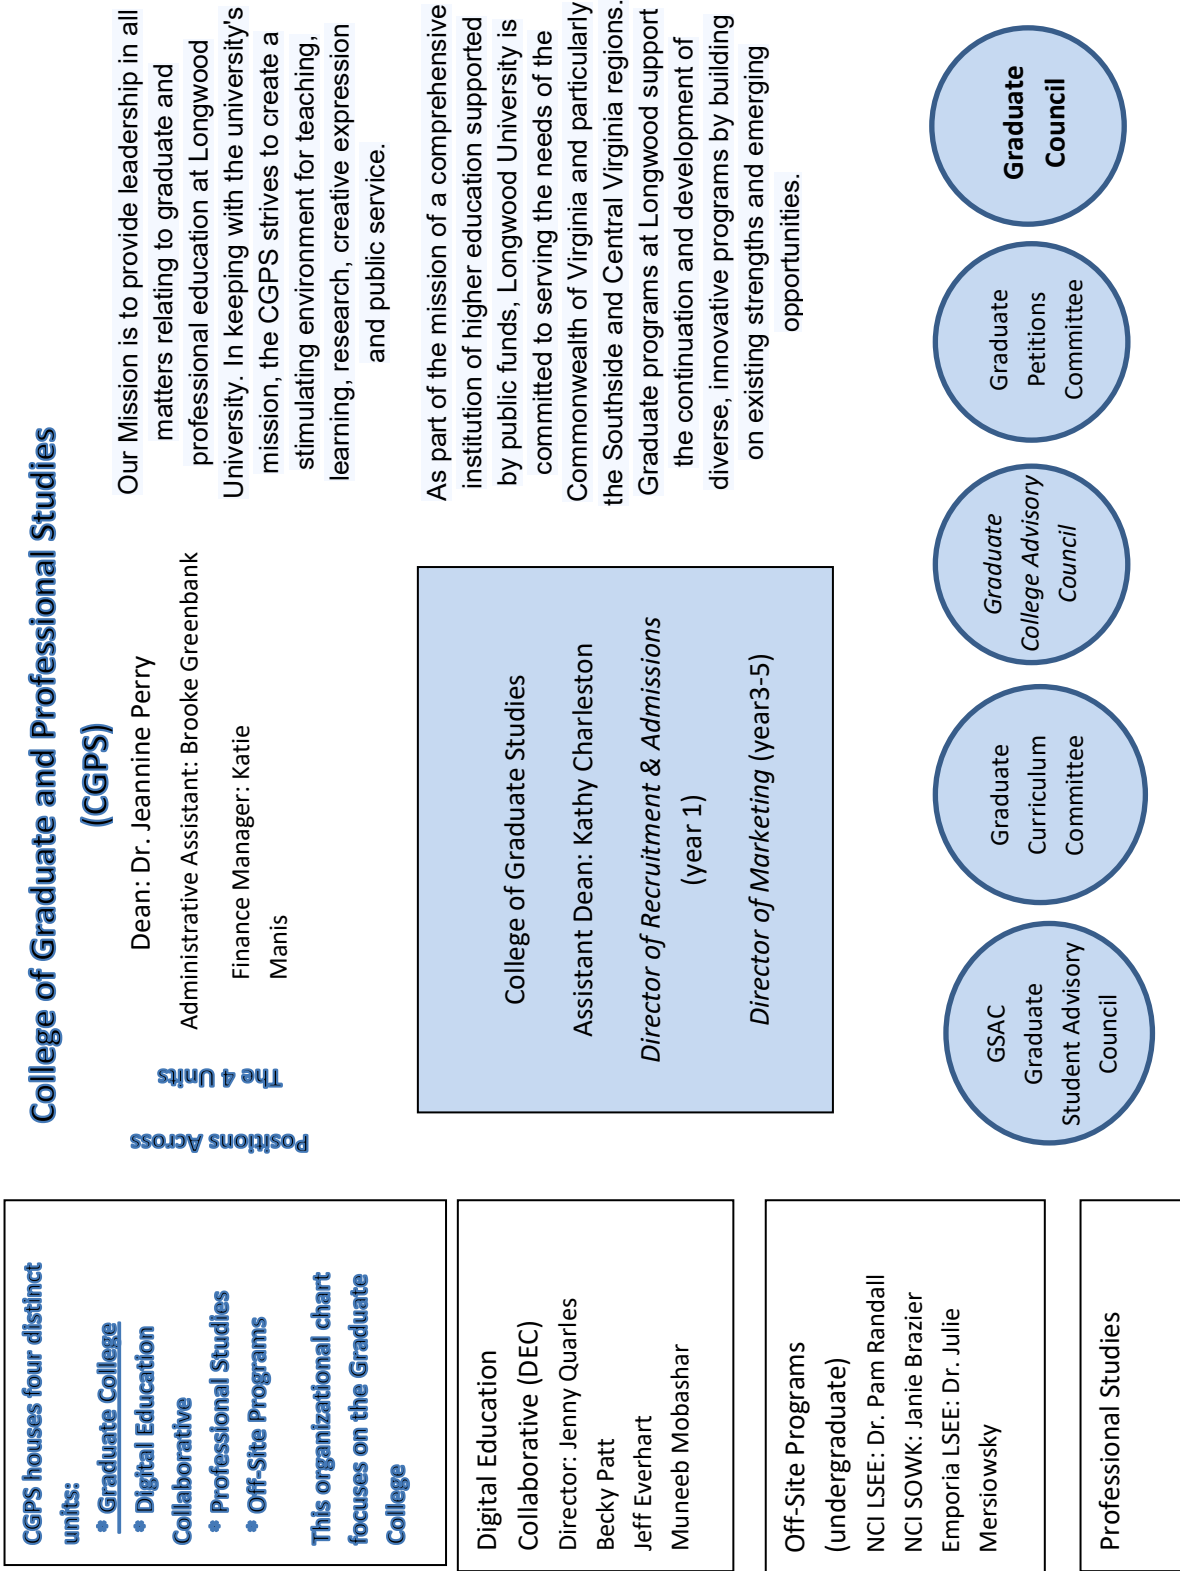 College of Graduate and Professional Studies
(CGPS)
CGPS houses four distinct
units:
* Graduate College
* Digital Education
Collaborative
* Professional Studies
* Off-Site Programs
This organizational chart
focuses on the Graduate
College
Positions Across
The 4 Units
Dean: Dr. Jeannine Perry
Administrative Assistant: Brooke Greenbank
Finance Manager: Katie
Manis
Our Mission is to provide leadership in all
matters relating to graduate and
professional education at Longwood
University. In keeping with the university's
mission, the CGPS strives to create a
stimulating environment for teaching,
learning, research, creative expression
and public service.
As part of the mission of a comprehensive
institution of higher education supported
by public funds, Longwood University is
committed to serving the needs of the
Commonwealth of Virginia and particularly
the Southside and Central Virginia regions.
Graduate programs at Longwood support
the continuation and development of
diverse, innovative programs by building
on existing strengths and emerging
opportunities.
Digital Education
Collaborative (DEC)
Director: Jenny Quarles
Becky Patt
Jeff Everhart
Muneeb Mobashar
College of Graduate Studies
Assistant Dean: Kathy Charleston
Director of Recruitment & Admissions
(year 1)
Director of Marketing (year3-5)
Off-Site Programs
(undergraduate)
NCI LSEE: Dr. Pam Randall
NCI SOWK: Janie Brazier
Emporia LSEE: Dr. Julie
Mersiowsky
Professional Studies
GSAC
Graduate
Student Advisory
Council
Graduate
Curriculum
Committee
Graduate
College Advisory
Council
Graduate
Petitions
Committee
Graduate
Council